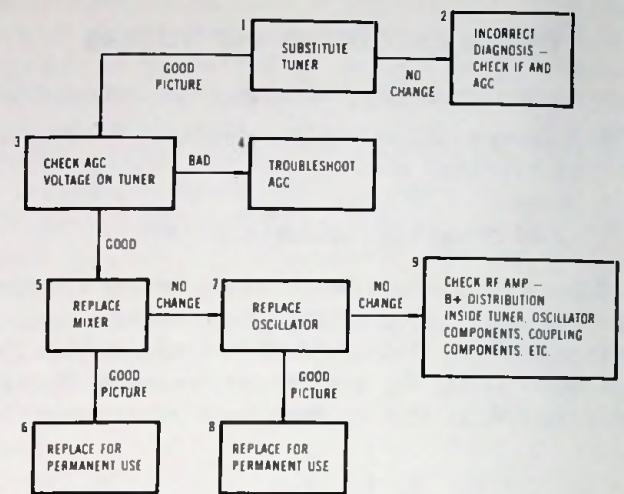 1
SUBSTITUTE
TUNER
2
INCORRECT
DIAGNOSIS –
CHECK IF AND
AGC
GOOD
PICTURE
NO
CHANGE
3
CHECK AGC
VOLTAGE ON TUNER
BAD
4
TROUBLESHOOT
AGC
GOOD
5
REPLACE
MIXER
NO
CHANGE
7
REPLACE
OSCILLATOR
NO
CHANGE
9
CHECK RF AMP –
B+ DISTRIBUTION
INSIDE TUNER, OSCILLATOR
COMPONENTS, COUPLING
COMPONENTS, ETC.
GOOD
PICTURE
GOOD
PICTURE
6
REPLACE FOR
PERMANENT USE
8
REPLACE FOR
PERMANENT USE